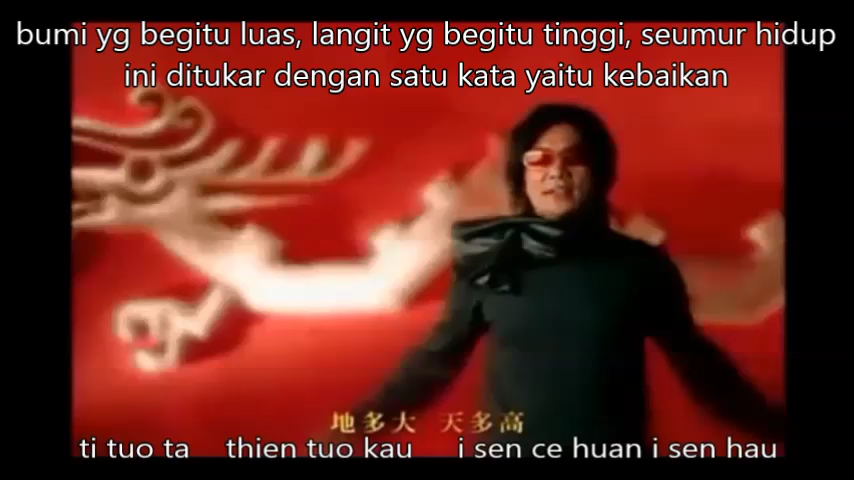 bumi yg begitu luas, langit yg begitu tinggi, seumur hidup
ini ditukar dengan satu kata yaitu kebaikan
地多大 天多高
ti tuo ta thien tuo kau i sen ce huan i sen hau